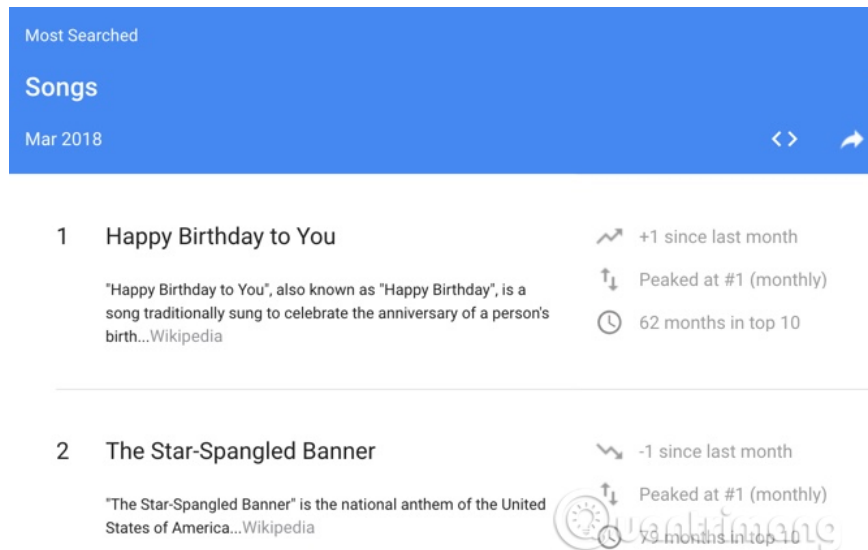 Most Searched
Songs
Mar 2018
1 Happy Birthday to You
+1 since last month
"Happy Birthday to You", also known as "Happy Birthday", is a
song traditionally sung to celebrate the anniversary of a person's
birth...Wikipedia
Peaked at #1 (monthly)
62 months in top 10
2 The Star-Spangled Banner
-1 since last month
"The Star-Spangled Banner" is the national anthem of the United
States of America...Wikipedia
Peaked at #1 (monthly)
79 months in top 10
uantrimang